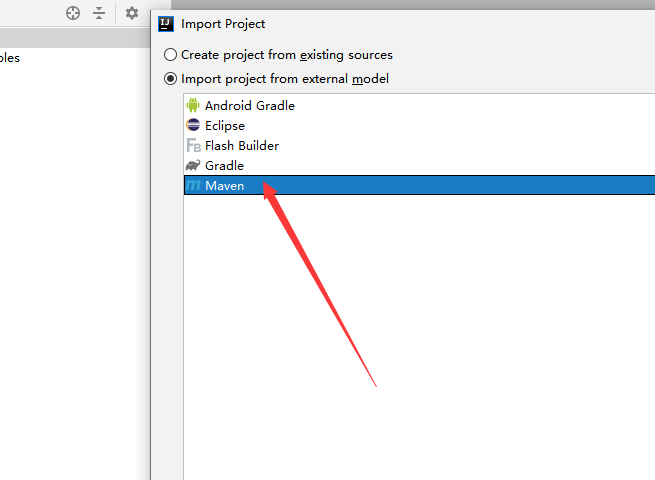 Import Project
Create project from existing sources
Import project from external model
ples
Android Gradle
Eclipse
Flash Builder
Gradle
Maven